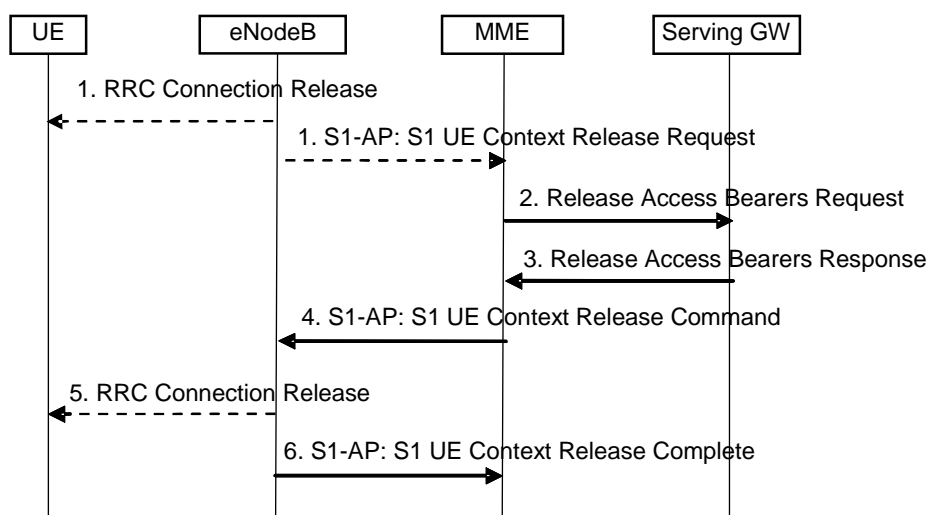 UE
eNodeB
MME
Serving GW
1. RRC Connection Release
1. S1-AP: S1 UE Context Release Request
2. Release Access Bearers Request
3. Release Access Bearers Response
4. S1-AP: S1 UE Context Release Command
5. RRC Connection Release
6. S1-AP: S1 UE Context Release Complete